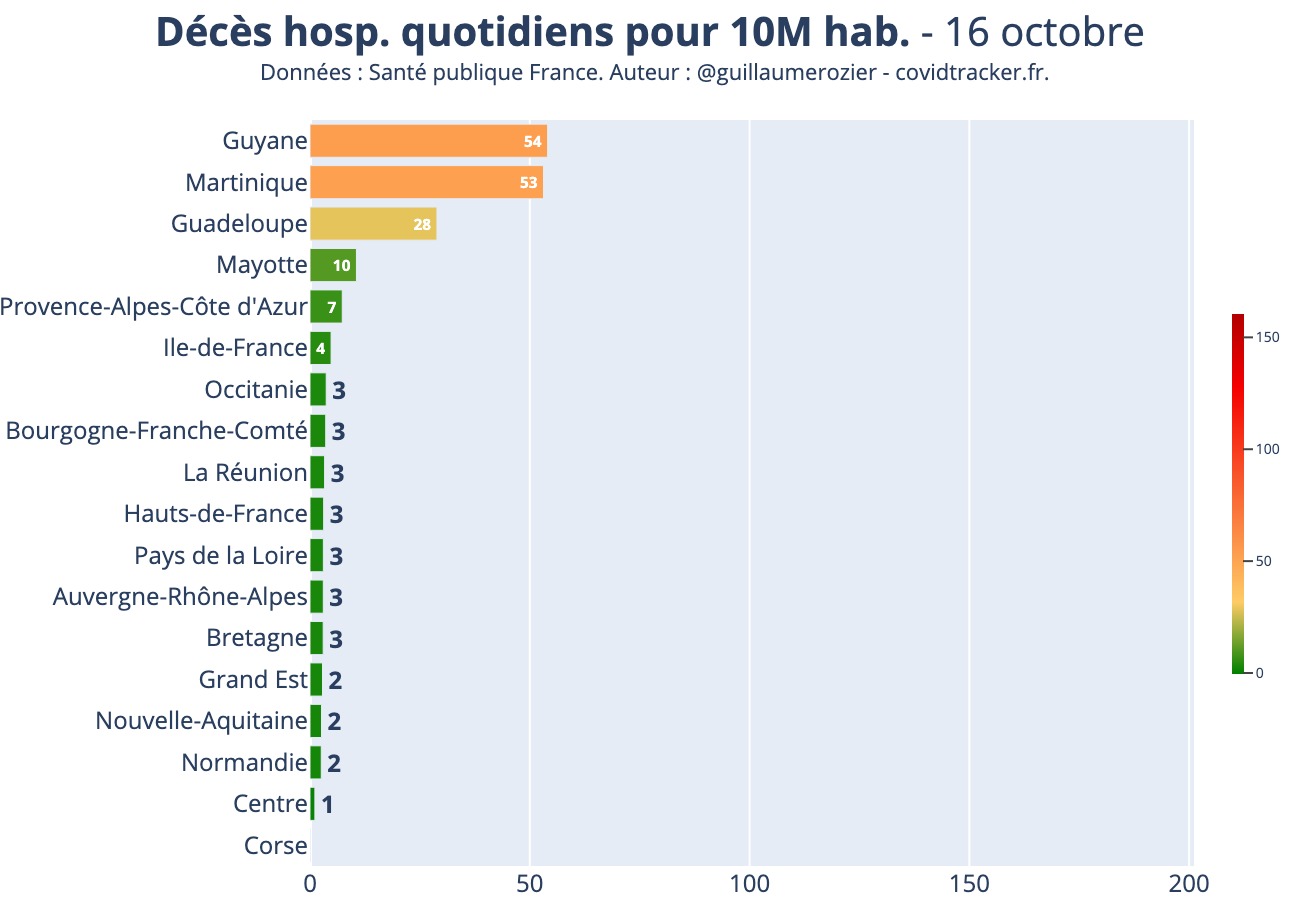 Décès hosp. quotidiens pour 10M hab. - 16 octobre
Données : Santé publique France. Auteur : @guillaumerozier - covidtracker.fr.
Guyane 54
Martinique 53
Guadeloupe 28
Mayotte 10
Provence-Alpes-Côte d'Azur 7
Ile-de-France 4
Occitanie 3
Bourgogne-Franche-Comté 3
La Réunion 3
Hauts-de-France 3
Pays de la Loire 3
Auvergne-Rhône-Alpes 3
Bretagne 3
Grand Est 2
Nouvelle-Aquitaine 2
Normandie 2
Centre 1
Corse
0 50 100 150 200
150
100
50
0